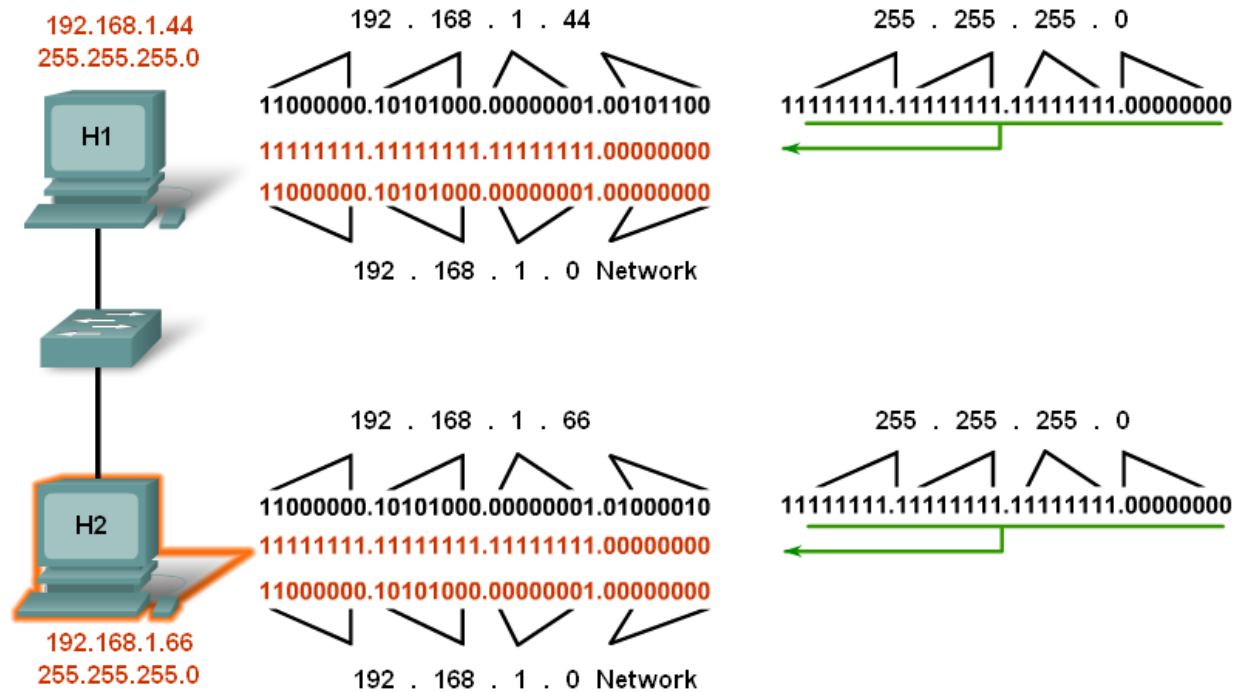 192.168.1.44
255.255.255.0
H1
192 . 168 . 1 . 44
11000000.10101000.00000001.00101100
11111111.11111111.11111111.00000000
11000000.10101000.00000001.00000000
192 . 168 . 1 . 0 Network
255 . 255 . 255 . 0
11111111.11111111.11111111.00000000
192 . 168 . 1 . 66
11000000.10101000.00000001.01000010
11111111.11111111.11111111.00000000
11000000.10101000.00000001.00000000
192 . 168 . 1 . 0 Network
255 . 255 . 255 . 0
11111111.11111111.11111111.00000000
H2
192.168.1.66
255.255.255.0